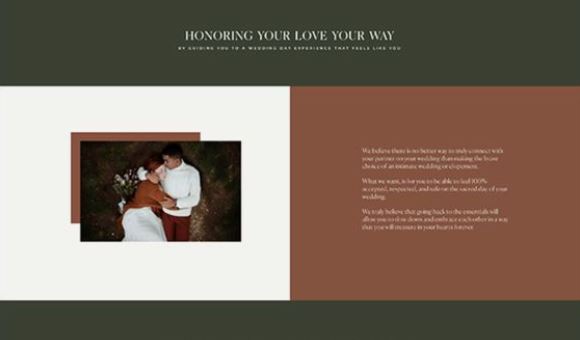 HONORING YOUR LOVE YOUR WAY
BY GUIDING YOU TO A WEDDING DAY EXPERIENCE THAT FEELS LIKE YOU
We believe there is no better way to truly connect with
your partner on your wedding than making the brave
choice of an intimate wedding or elopement.
What we want, is for you to be able to feel 100%
accepted, respected, and safe on the sacred day of your
wedding.
We truly believe that going back to the essentials will
allow you to slow down and embrace each other in a way
that you will treasure in your hearts forever